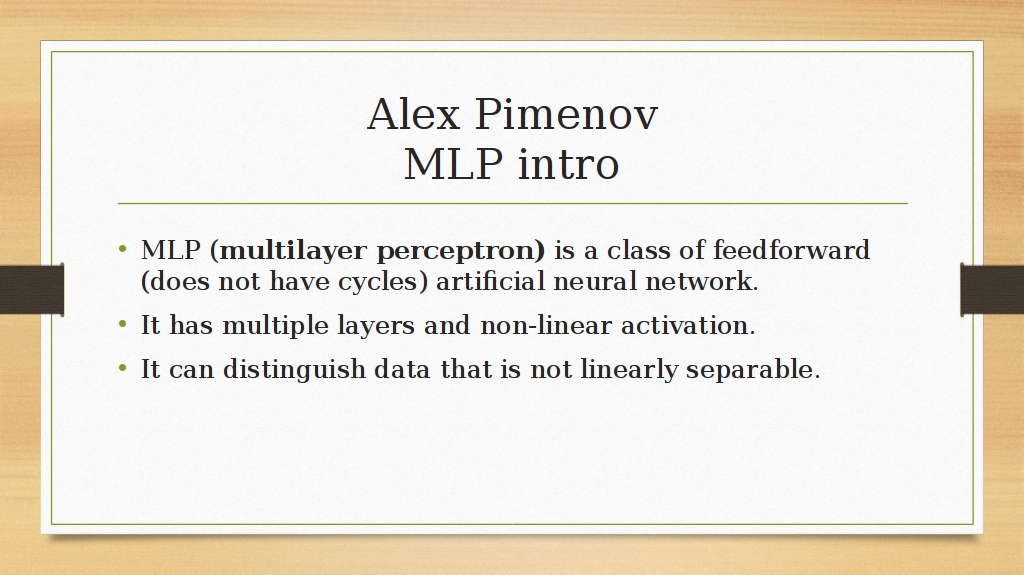 Alex Pimenov
MLP intro
• MLP (multilayer perceptron) is a class of feedforward
(does not have cycles) artificial neural network.
• It has multiple layers and non-linear activation.
• It can distinguish data that is not linearly separable.